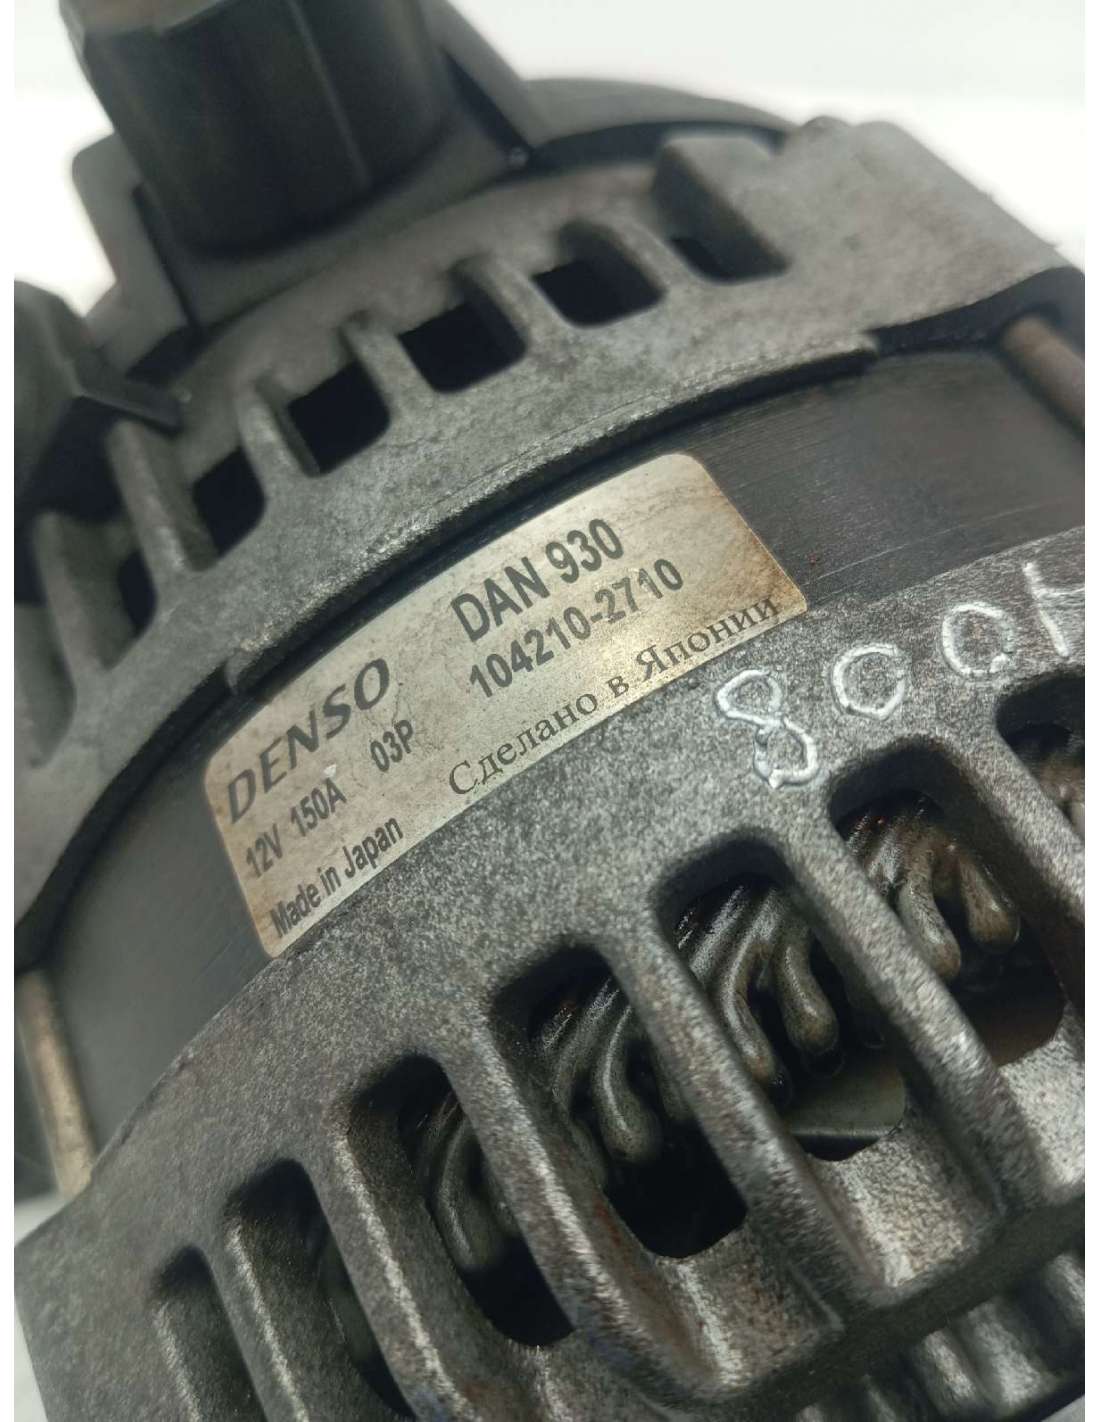 DENSO DAN 930
12V 150A 03P 104210-2710
Made in Japan Сделано в Японии